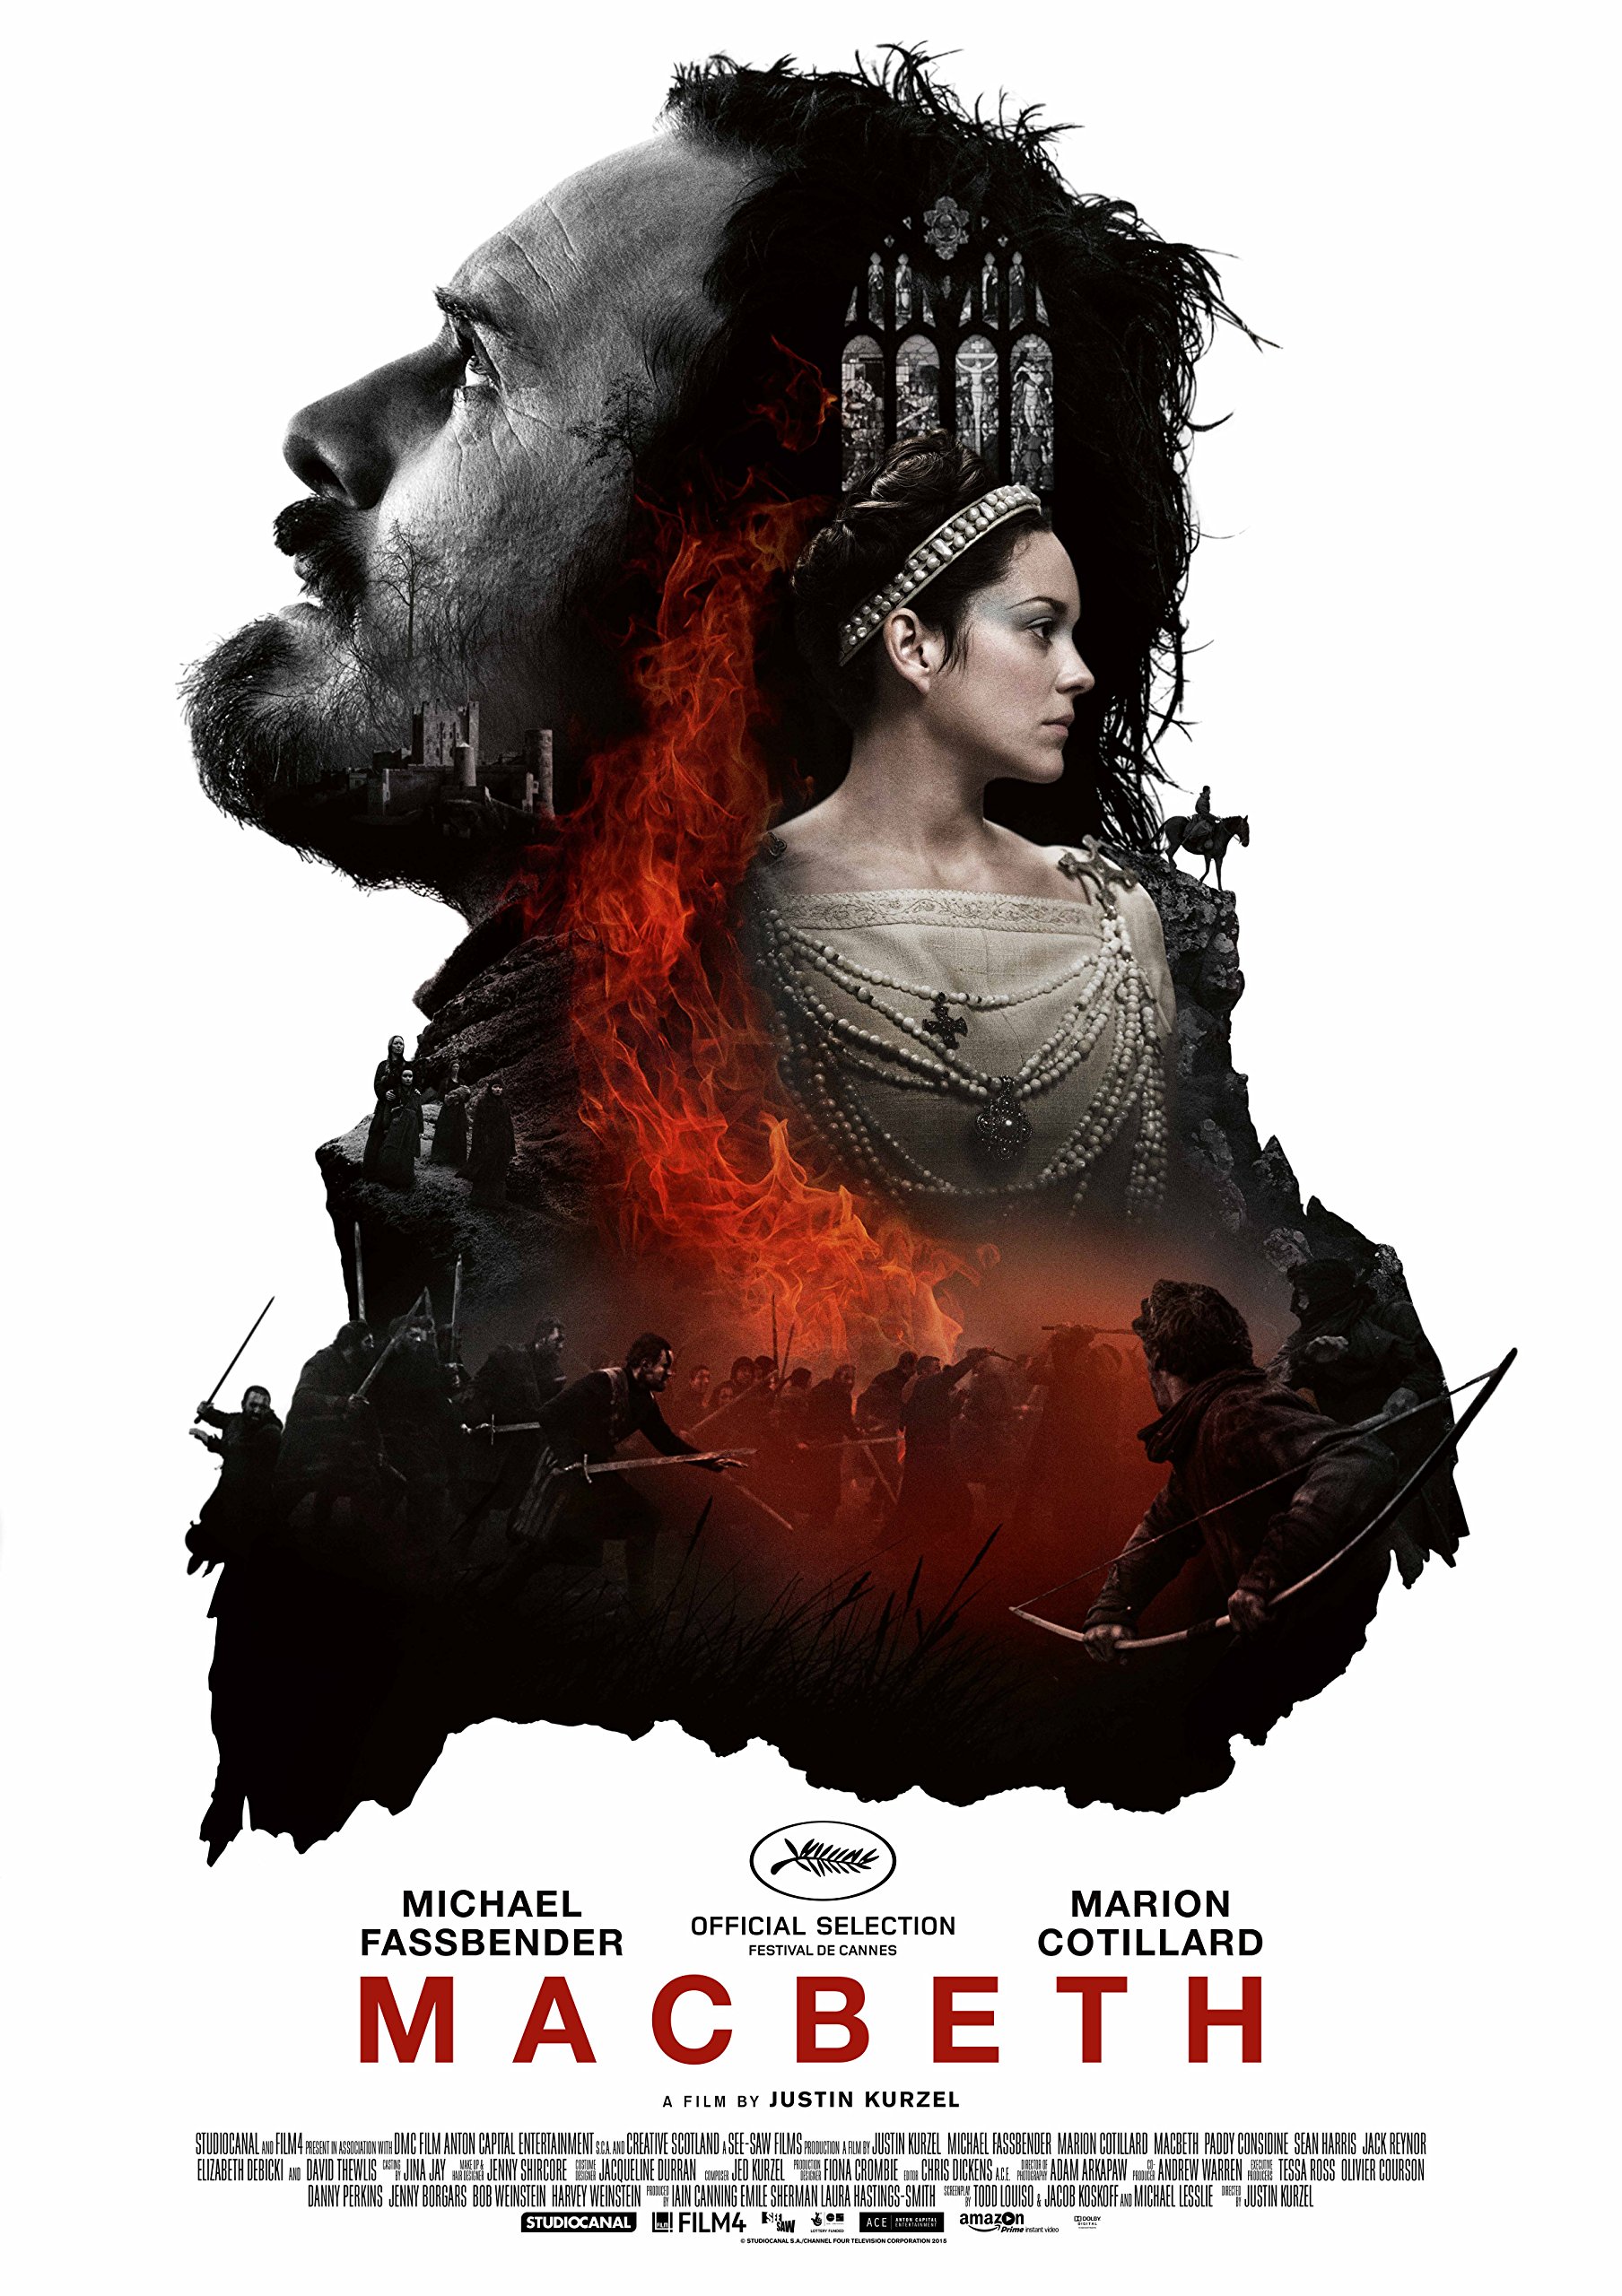 MICHAEL
FASSBENDER
OFFICIAL SELECTION
FESTIVAL DE CANNES
MARION
COTILLARD
MACBETH
A FILM BY JUSTIN KURZEL
STUDIOCANAL AND FILM4 PRESENT IN ASSOCIATION WITH DMC FILM ANTON CAPITAL ENTERTAINMENT S.C.A. AND CREATIVE SCOTLAND A SEE-SAW FILMS PRODUCTION A FILM BY JUSTIN KURZEL MICHAEL FASSBENDER MARION COTILLARD MACBETH PADDY CONSIDINE SEAN HARRIS JACK REYNOR
ELIZABETH DEBICKI AND DAVID THEWLIS CASTING BY JINA JAY MAKE UP & HAIR DESIGNER JENNY SHIRCORE COSTUME DESIGNER JACQUELINE DURRAN COMPOSER JED KURZEL PRODUCTION DESIGNER FIONA CROMBIE EDITOR CHRIS DICKENS A.C.E. DIRECTOR OF PHOTOGRAPHY ADAM ARKAPAW CO-PRODUCER ANDREW WARREN EXECUTIVE PRODUCERS TESSA ROSS OLIVIER COURSON
DANNY PERKINS JENNY BORGARS BOB WEINSTEIN HARVEY WEINSTEIN PRODUCED BY IAIN CANNING EMILE SHERMAN LAURA HASTINGS-SMITH SCREENPLAY BY TODD LOUISO & JACOB KOSKOFF AND MICHAEL LESSLIE DIRECTED BY JUSTIN KURZEL
STUDIOCANAL FILM4 SEE SAW LOTTERY FUNDED ACE ANTON CAPITAL ENTERTAINMENT amazon Prime instant video DOLBY DIGITAL
© STUDIOCANAL S.A./CHANNEL FOUR TELEVISION CORPORATION 2015